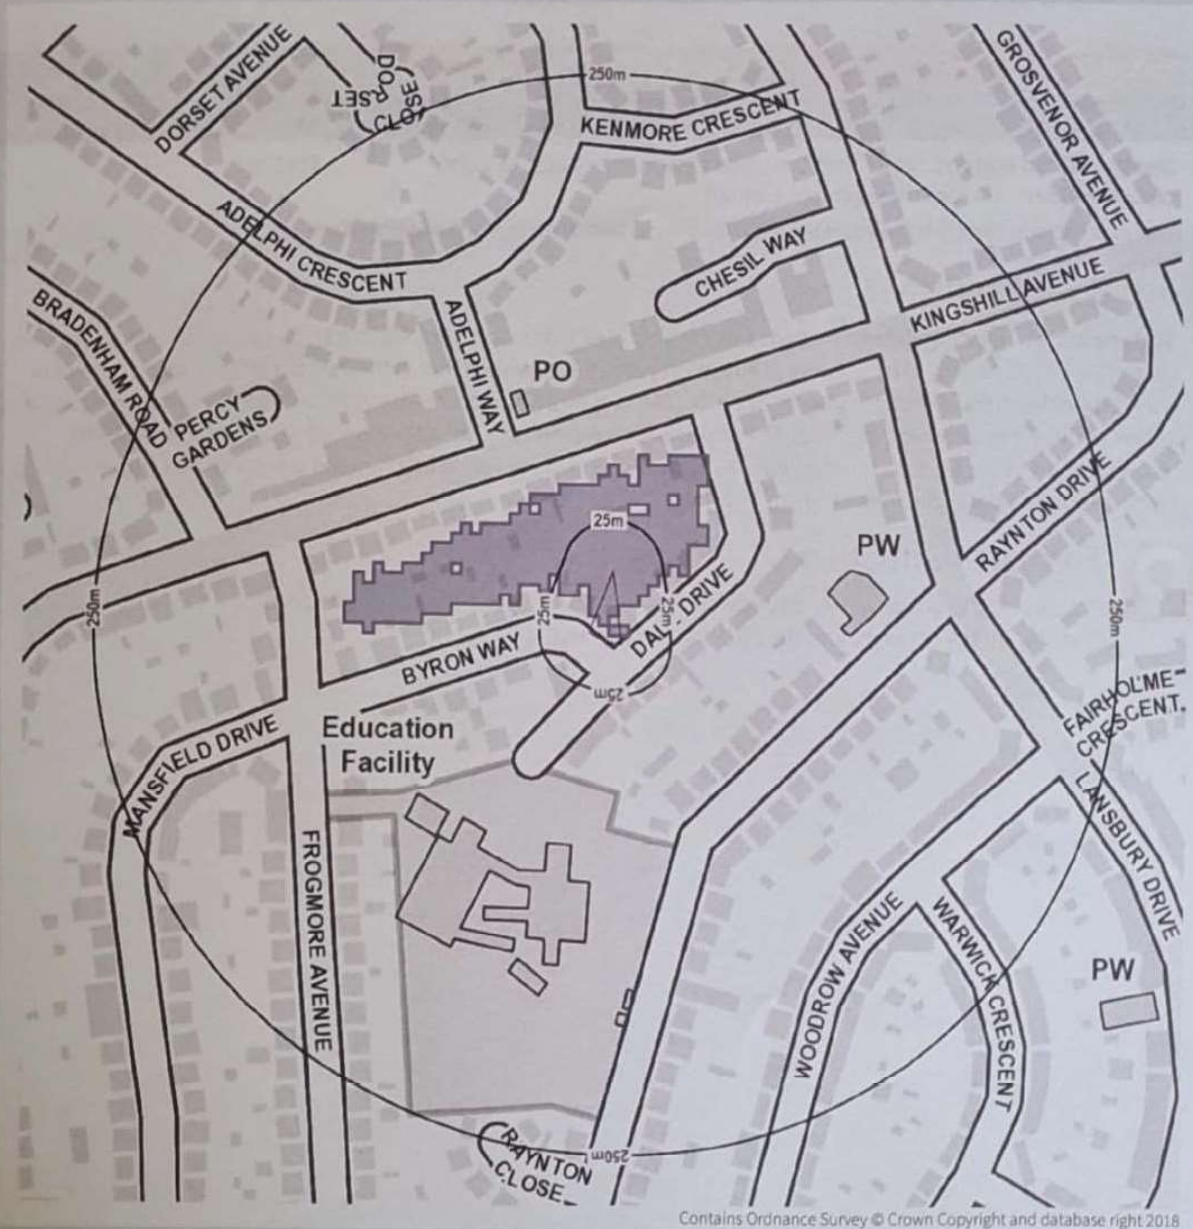 DORSET AVENUE
DORSET
CLOSE
250m
KENMORE CRESCENT
GROSVENOR AVENUE
ADELPHI CRESCENT
CHESIL WAY
KINGSHILL AVENUE
BRADENHAM ROAD
ADELPHI WAY
PO
PERCY
GARDENS
RAYNTON DRIVE
25m
PW
250m
25m
25m
250m
DALE DRIVE
BYRON WAY
25m
FAIRHOLME
CRESCENT
Education
Facility
MANSFIELD DRIVE
LANSBURY DRIVE
FROGMORE AVENUE
WOODROW AVENUE
WARWICK CRESCENT
PW
RAYNTON
CLOSE
250m
Contains Ordnance Survey © Crown Copyright and database right 2018